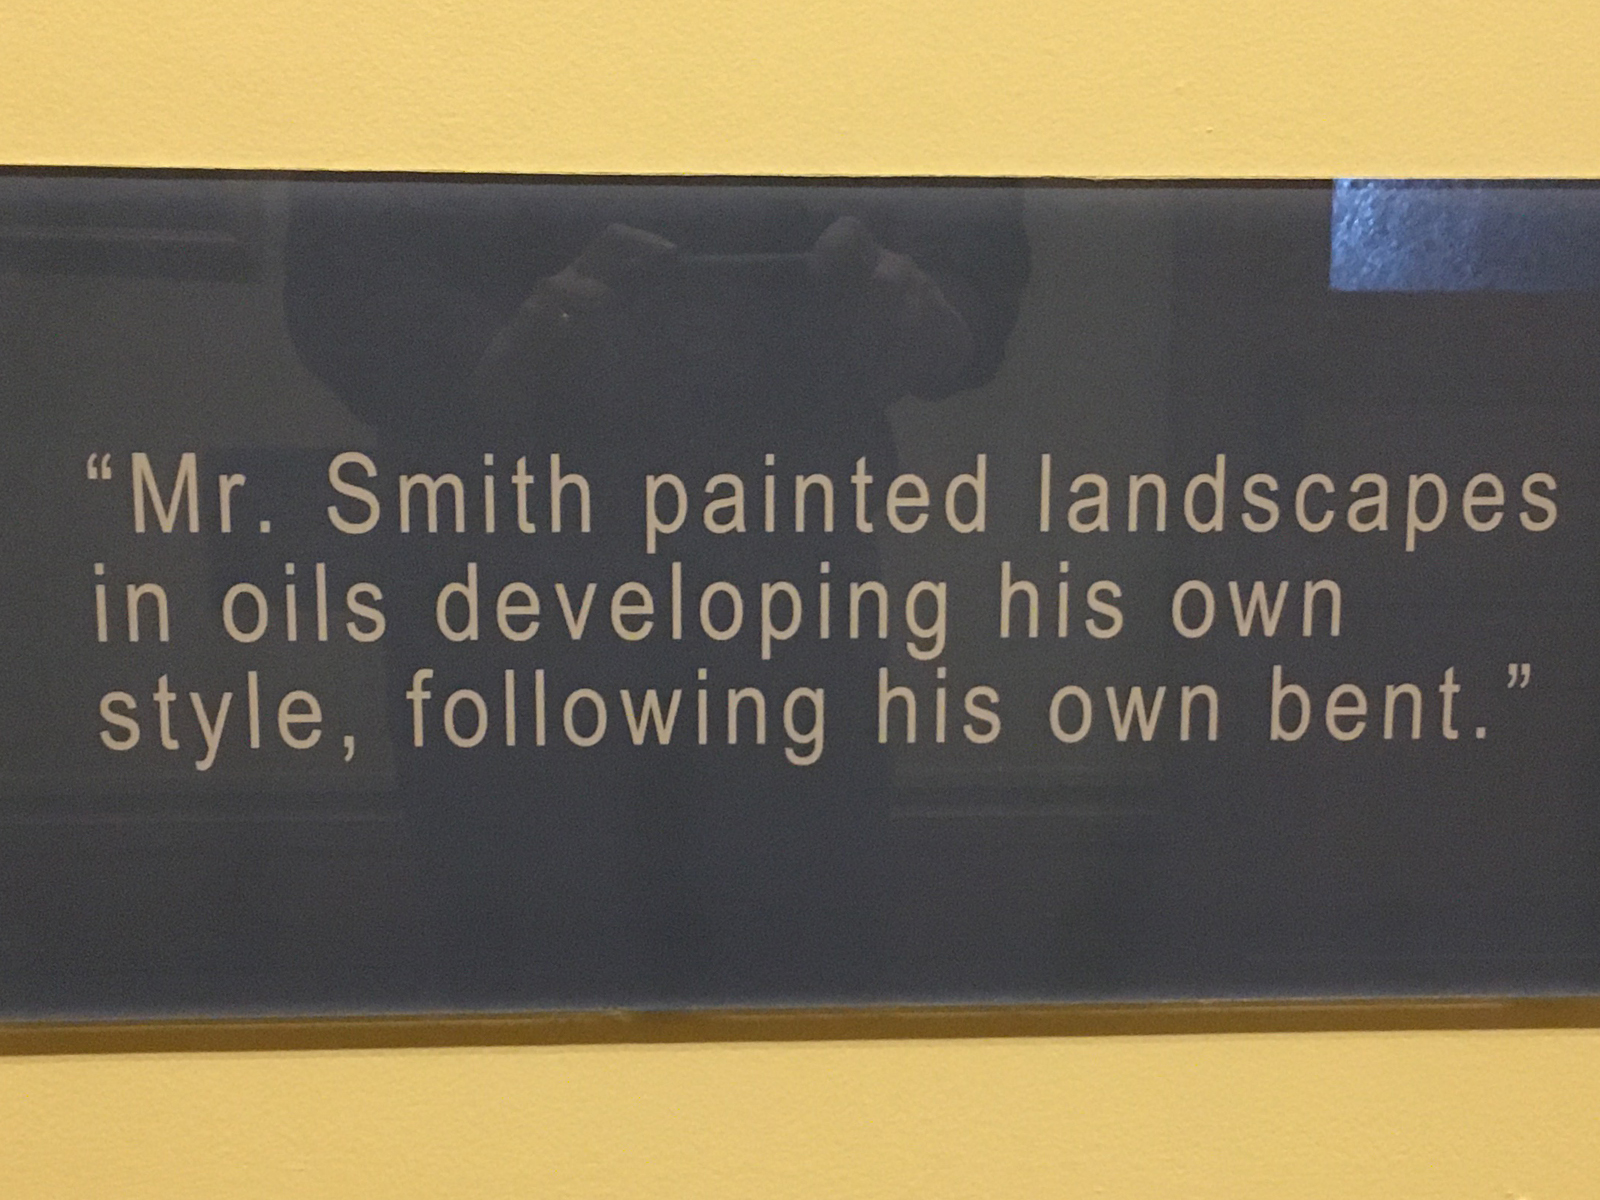 “Mr. Smith painted landscapes
in oils developing his own
style, following his own bent.”